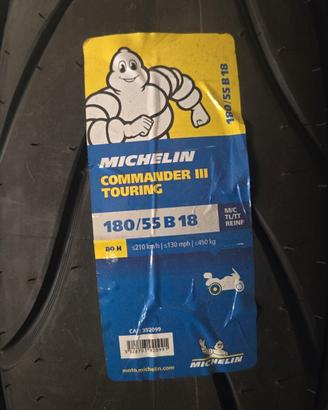 180/55 B 18
MICHELIN
COMMANDER III
TOURING
180/55 B 18
M/C
TL/TT
REINF
80 H
≤210 km/h | ≤130 mph | ≤450 kg
CAI: 392099
moto.michelin.com
MICHELIN